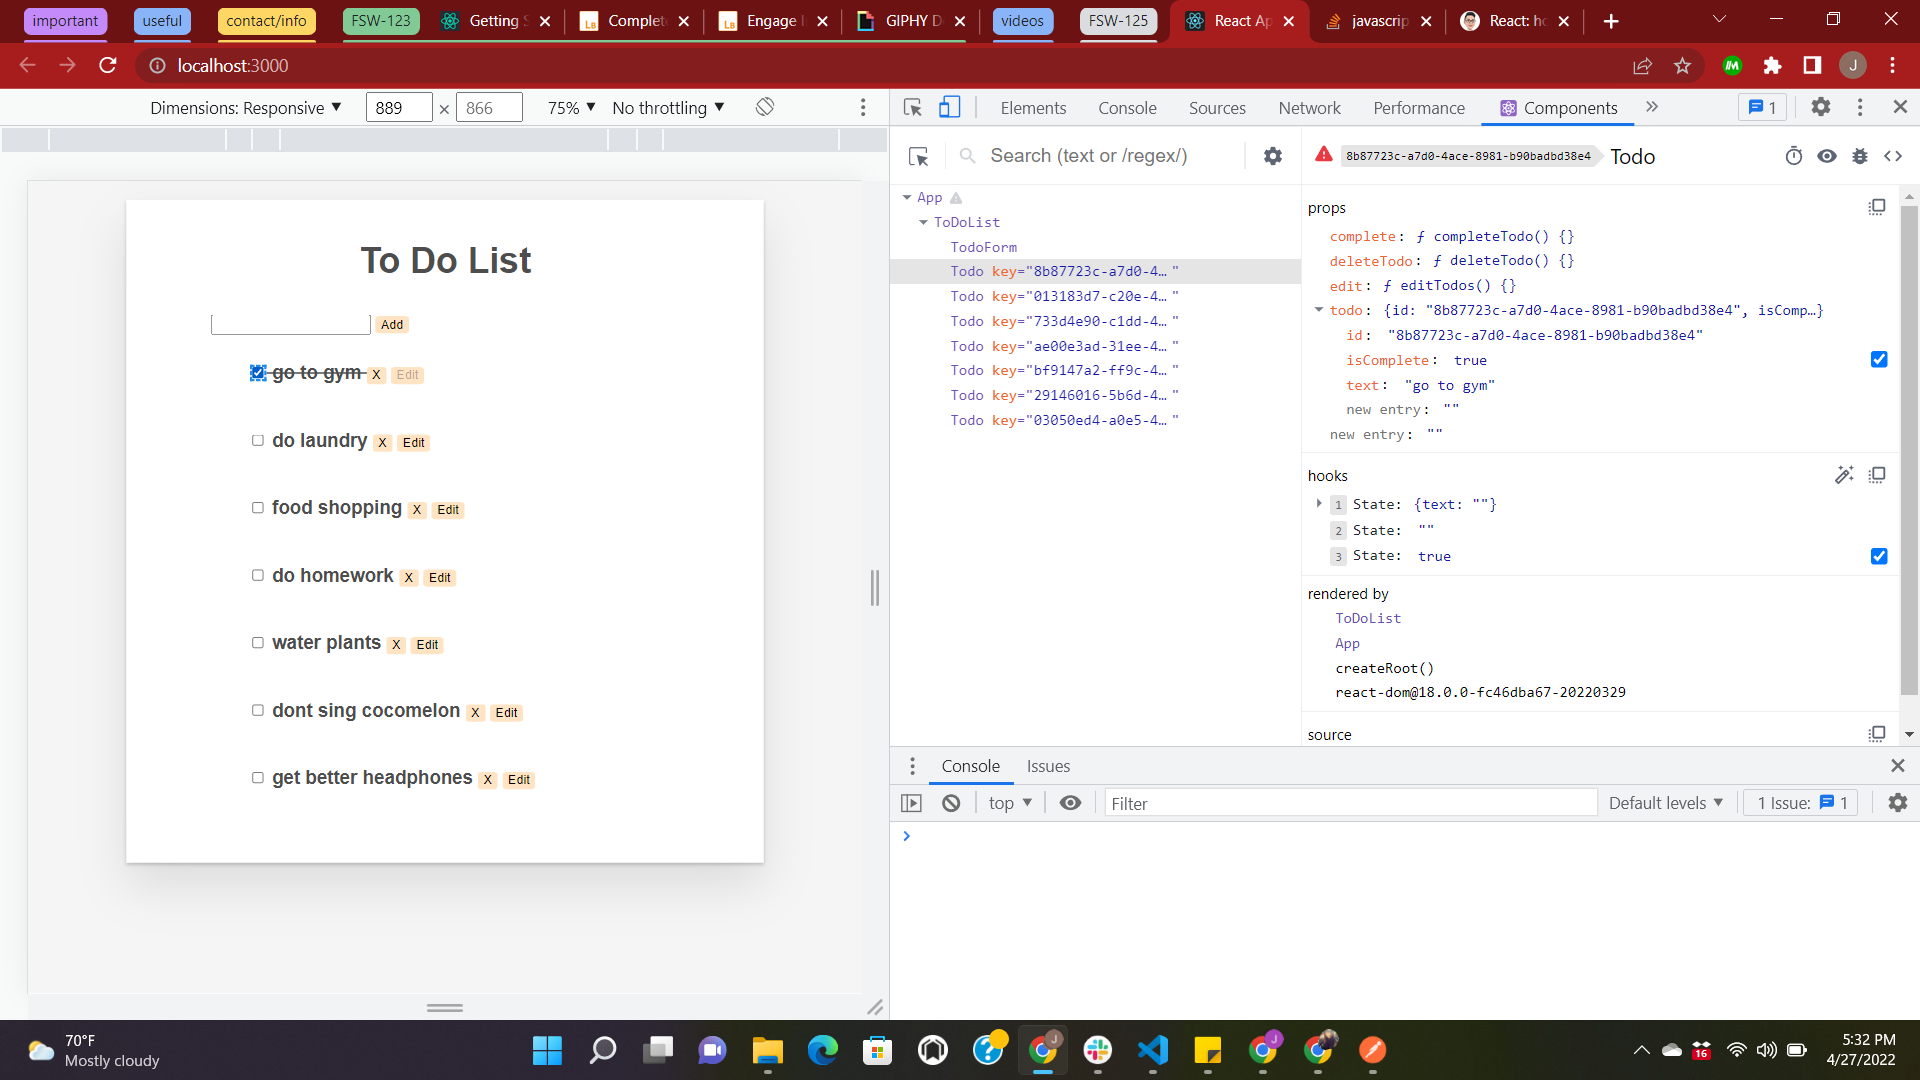 important useful contact/info FSW-123 Getting S Complet Engage I GIPHY D videos FSW-125 React Ap javascrip React: ho
localhost:3000 J
Dimensions: Responsive 889 × 866 75% No throttling
Elements Console Sources Network Performance Components 1
Search (text or /regex/)
8b87723c-a7d0-4ace-8981-b90badbd38e4 Todo
To Do List
Add
go to gym X Edit
do laundry X Edit
food shopping X Edit
do homework X Edit
water plants X Edit
dont sing cocomelon X Edit
get better headphones X Edit
App
ToDoList
TodoForm
Todo key="8b87723c-a7d0-4… "
Todo key="013183d7-c20e-4… "
Todo key="733d4e90-c1dd-4… "
Todo key="ae00e3ad-31ee-4… "
Todo key="bf9147a2-ff9c-4… "
Todo key="29146016-5b6d-4… "
Todo key="03050ed4-a0e5-4… "
props
complete: ƒ completeTodo() {}
deleteTodo: ƒ deleteTodo() {}
edit: ƒ editTodos() {}
todo: {id: "8b87723c-a7d0-4ace-8981-b90badbd38e4", isComp…}
id: "8b87723c-a7d0-4ace-8981-b90badbd38e4"
isComplete: true
text: "go to gym"
new entry: ""
new entry: ""
hooks
1 State: {text: ""}
2 State: ""
3 State: true
rendered by
ToDoList
App
createRoot()
react-dom@18.0.0-fc46dba67-20220329
source
Console Issues
top Filter Default levels 1 Issue: 1
70°F
Mostly cloudy
16
5:32 PM
4/27/2022